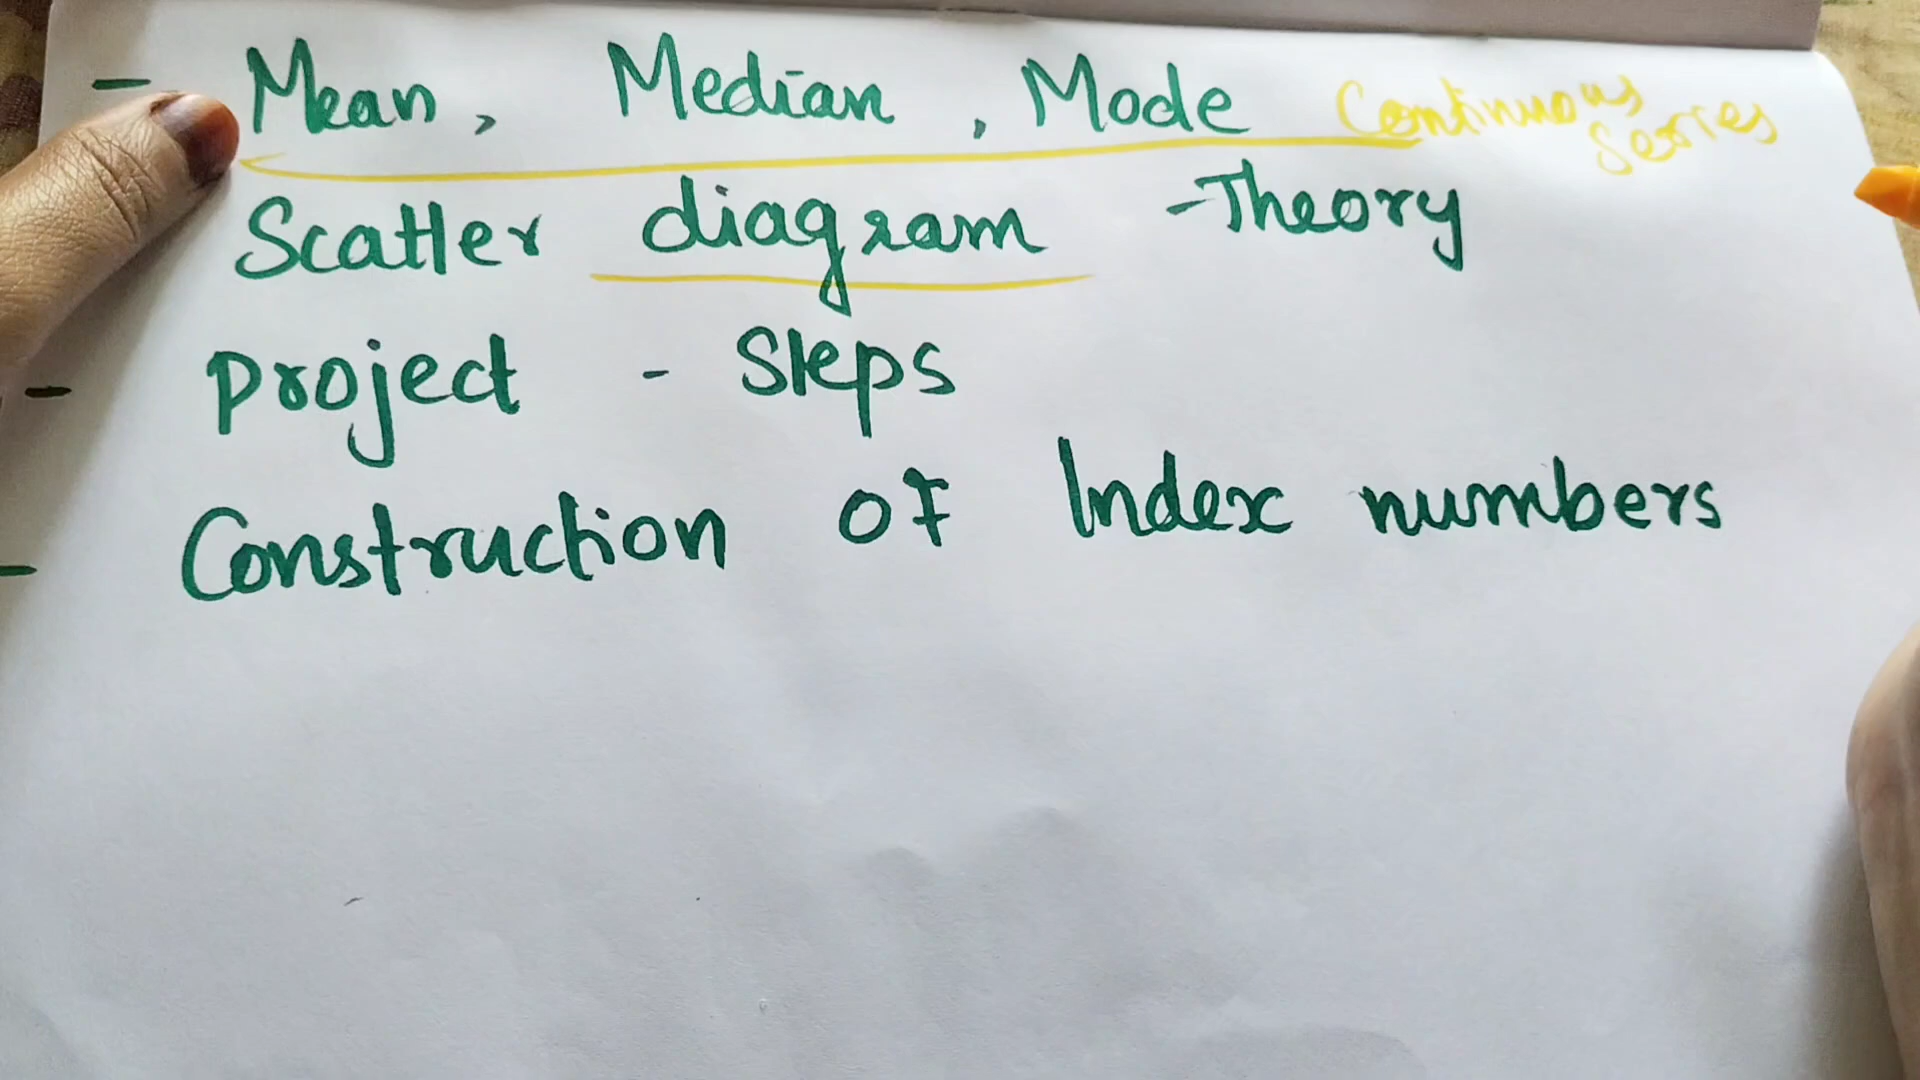 - Mean, Median, Mode Continuous Series
Scatter diagram - Theory
- Project - Steps
- Construction of Index numbers